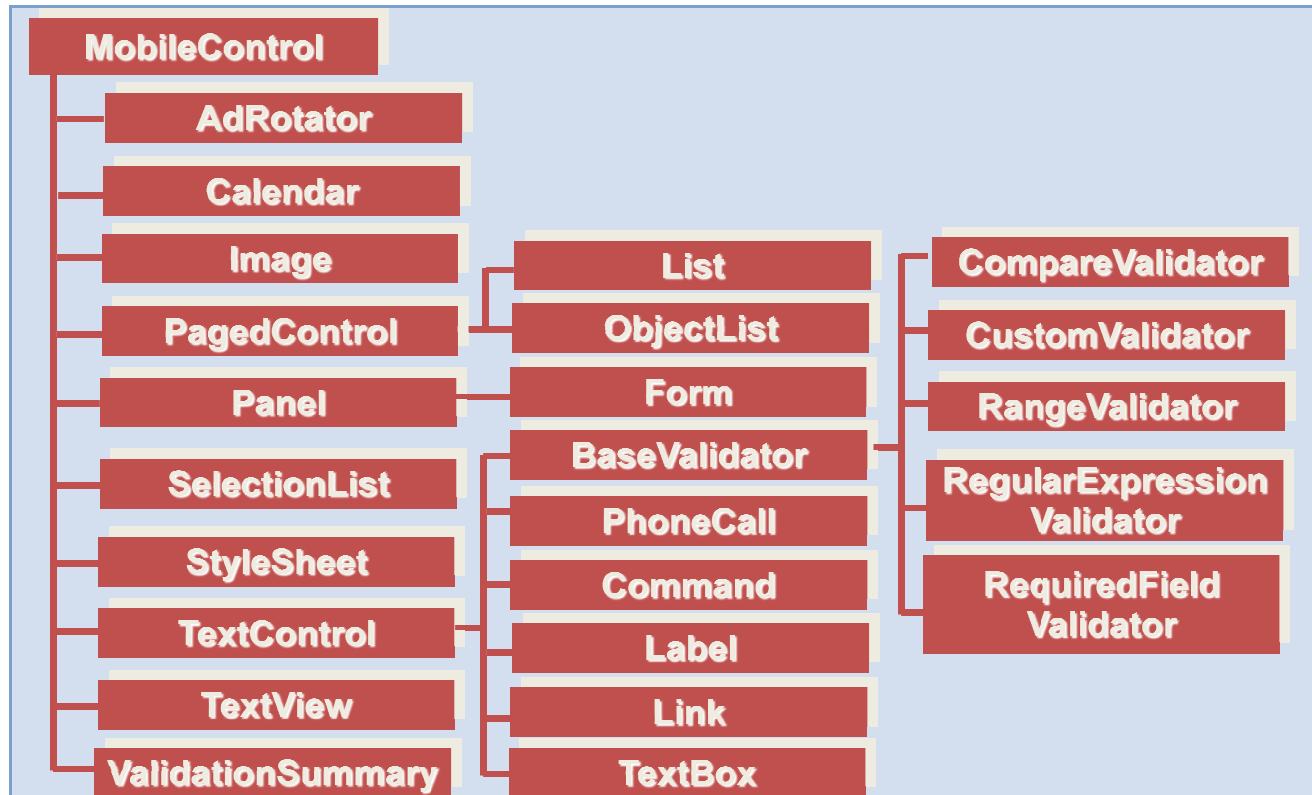 MobileControl
AdRotator
Calendar
Image
PagedControl
Panel
SelectionList
StyleSheet
TextControl
TextView
ValidationSummary
List
ObjectList
Form
BaseValidator
PhoneCall
Command
Label
Link
TextBox
CompareValidator
CustomValidator
RangeValidator
RegularExpression
Validator
RequiredField
Validator